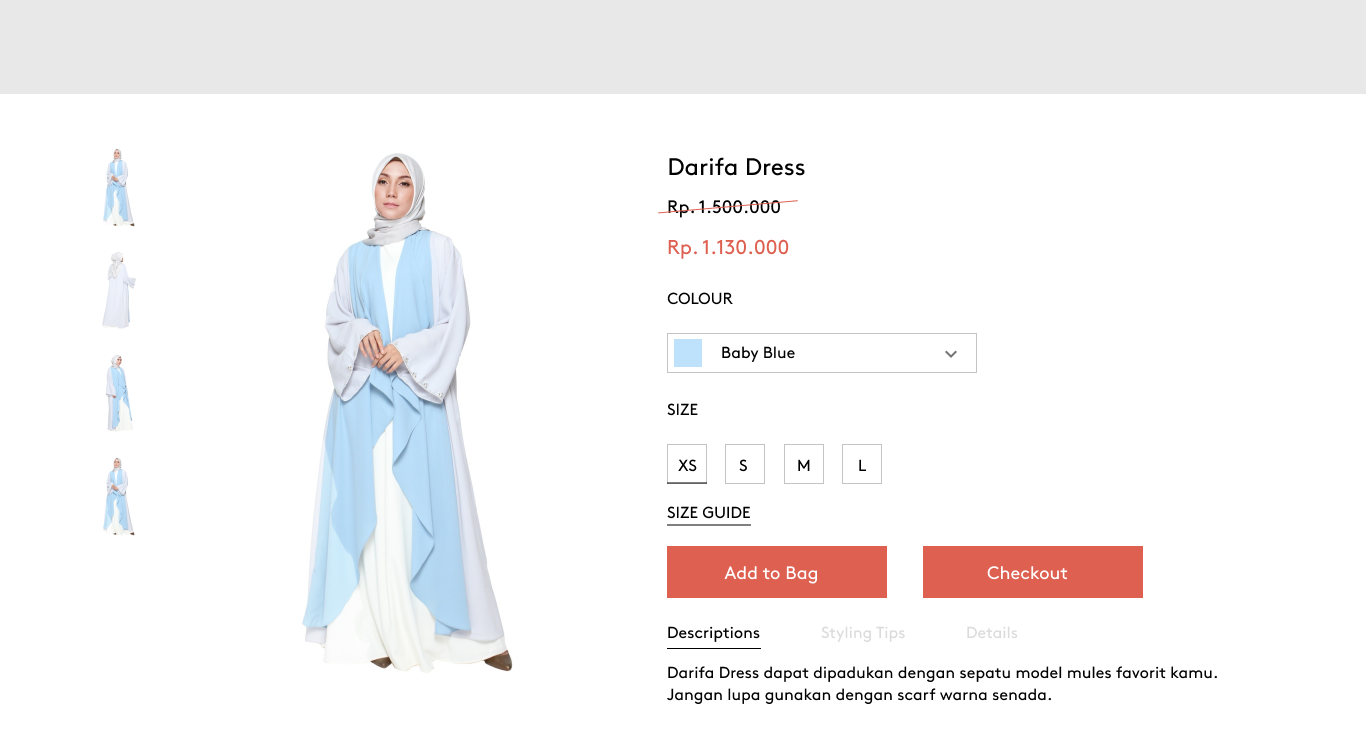 Darifa Dress
Rp. 1.500.000
Rp. 1.130.000
COLOUR
Baby Blue
SIZE
XS S M L
SIZE GUIDE
Add to Bag Checkout
Descriptions Styling Tips Details
Darifa Dress dapat dipadukan dengan sepatu model mules favorit kamu.
Jangan lupa gunakan dengan scarf warna senada.